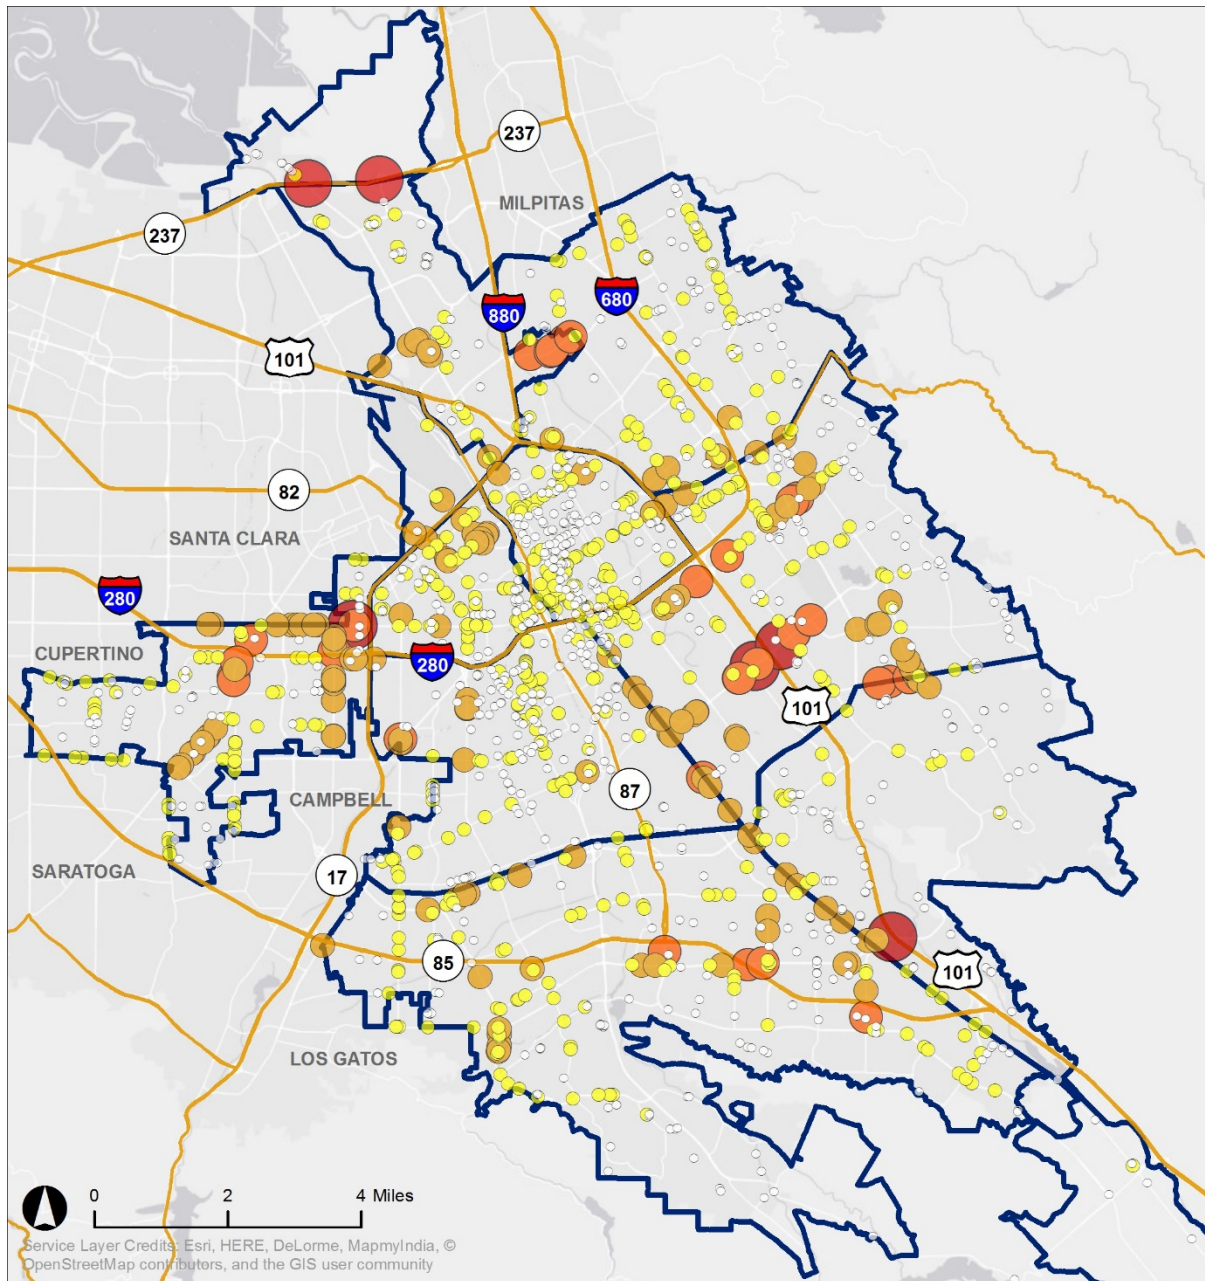 237
MILPITAS
237
680
880
101
82
SANTA CLARA
280
CUPERTINO
280
101
87
CAMPBELL
SARATOGA
17
85
101
LOS GATOS
0 2 4 Miles
Service Layer Credits: Esri, HERE, DeLorme, MapmyIndia, ©
OpenStreetMap contributors, and the GIS user community